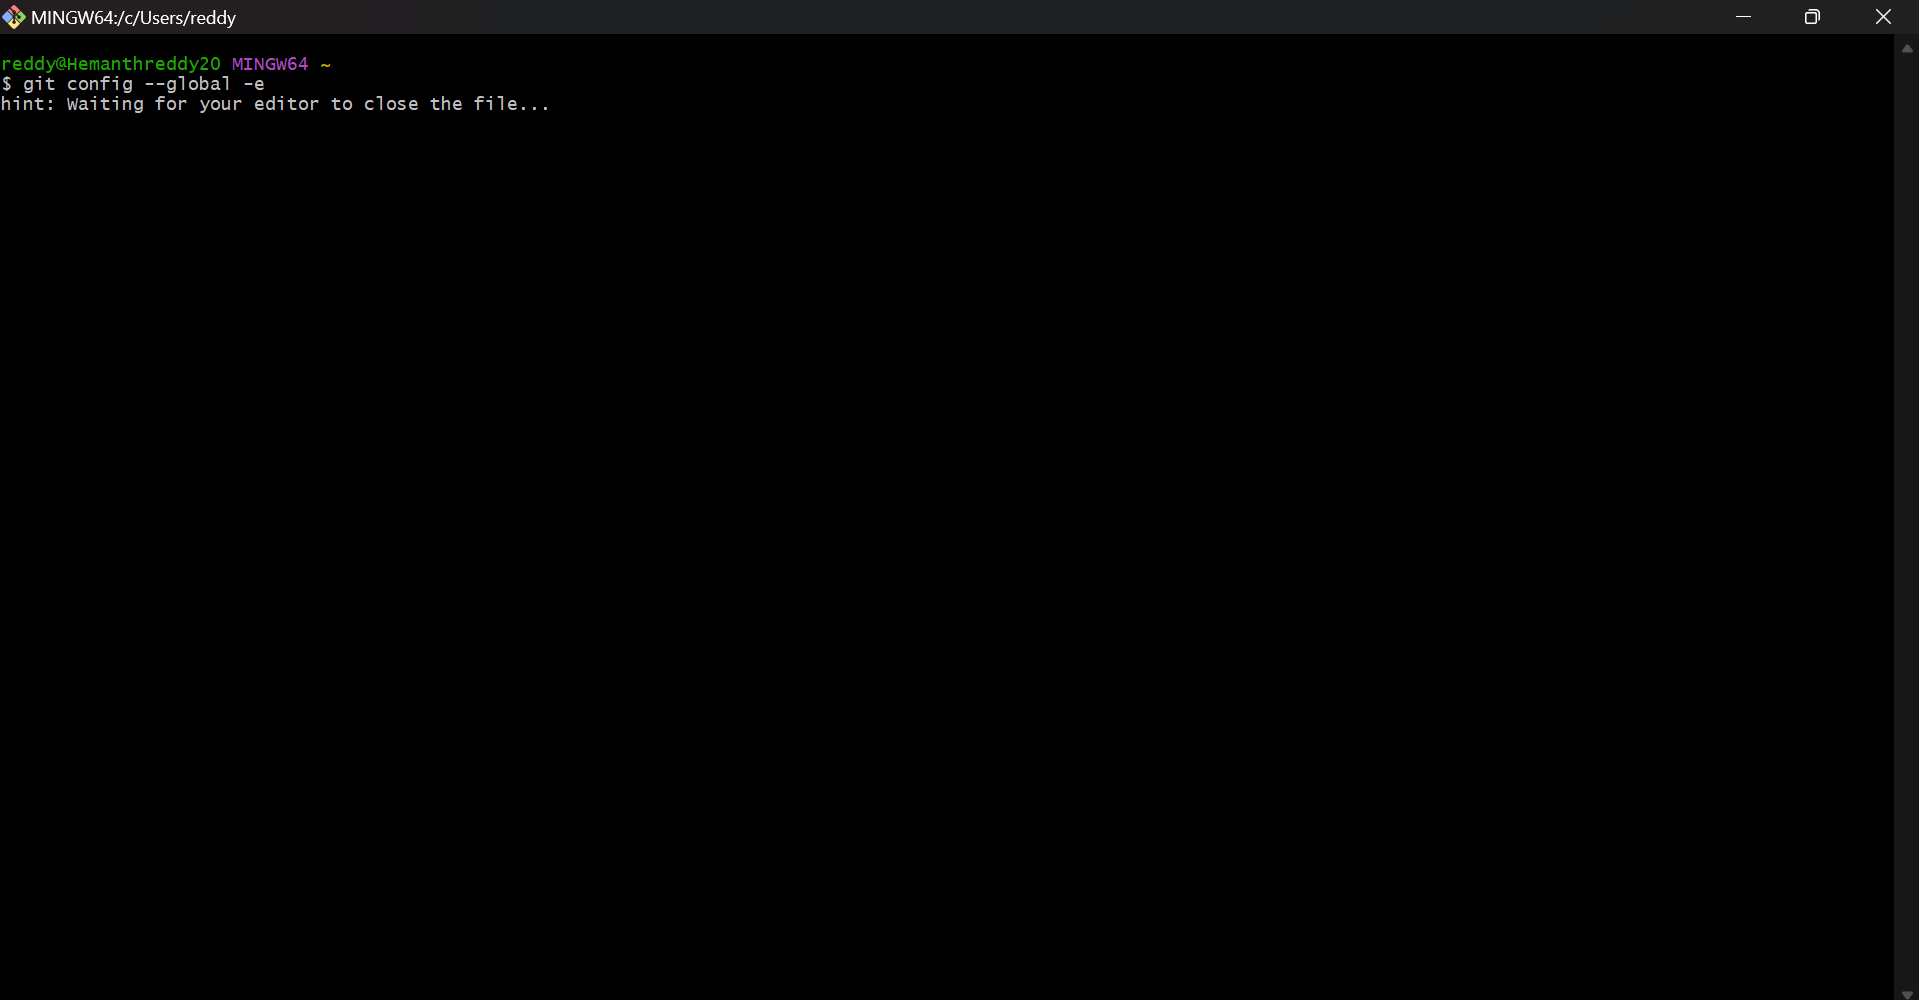 MINGW64:/c/Users/reddy
reddy@Hemanthreddy20 MINGW64 ~
$ git config --global -e
hint: Waiting for your editor to close the file...